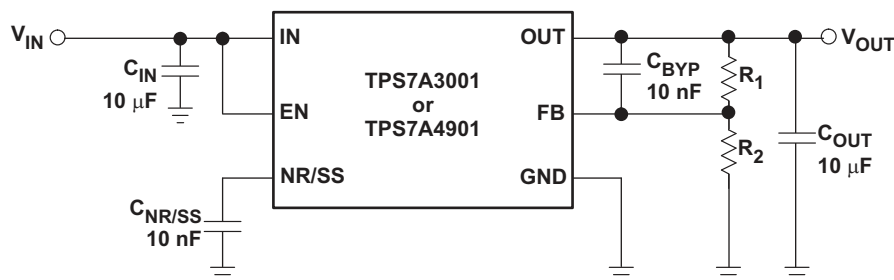 V_IN
IN
OUT
V_OUT
C_IN
10 μF
TPS7A3001
or
TPS7A4901
C_BYP
10 nF
R_1
EN
FB
R_2
C_OUT
10 μF
NR/SS
GND
C_NR/SS
10 nF